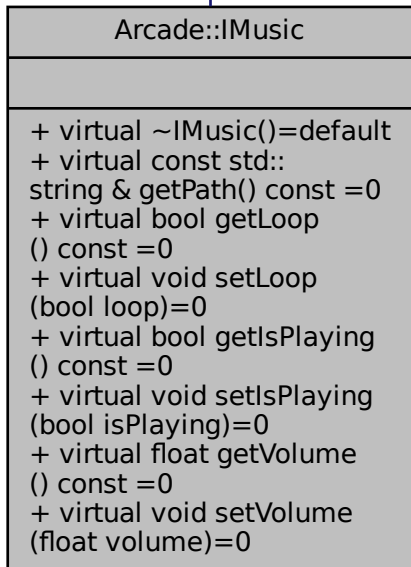 Arcade::IMusic
+ virtual ~IMusic()=default
+ virtual const std::
string & getPath() const =0
+ virtual bool getLoop
() const =0
+ virtual void setLoop
(bool loop)=0
+ virtual bool getIsPlaying
() const =0
+ virtual void setIsPlaying
(bool isPlaying)=0
+ virtual float getVolume
() const =0
+ virtual void setVolume
(float volume)=0